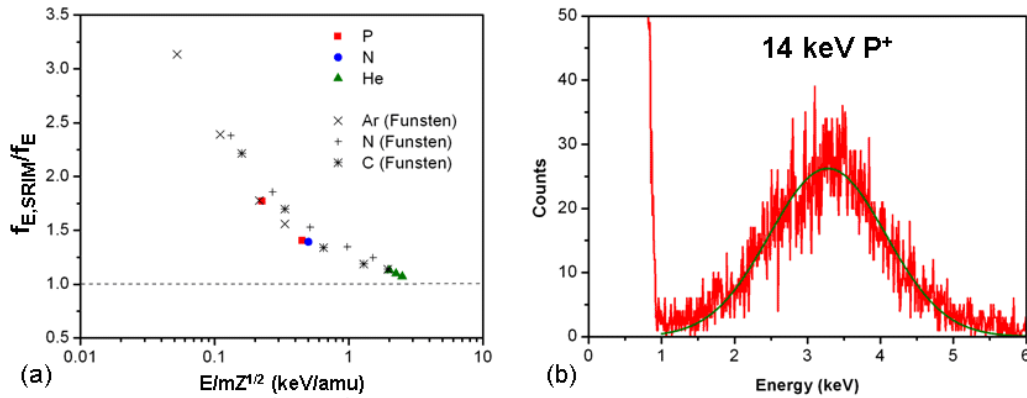 3.5
3.0
2.5
2.0
1.5
1.0
0.5
f_E,SRIM/f_E
P
N
He
Ar (Funsten)
N (Funsten)
C (Funsten)
0.01
0.1
1
10
E/mZ^1/2 (keV/amu)
(a)
14 keV P⁺
50
40
30
20
10
0
Counts
0
1
2
3
4
5
6
Energy (keV)
(b)